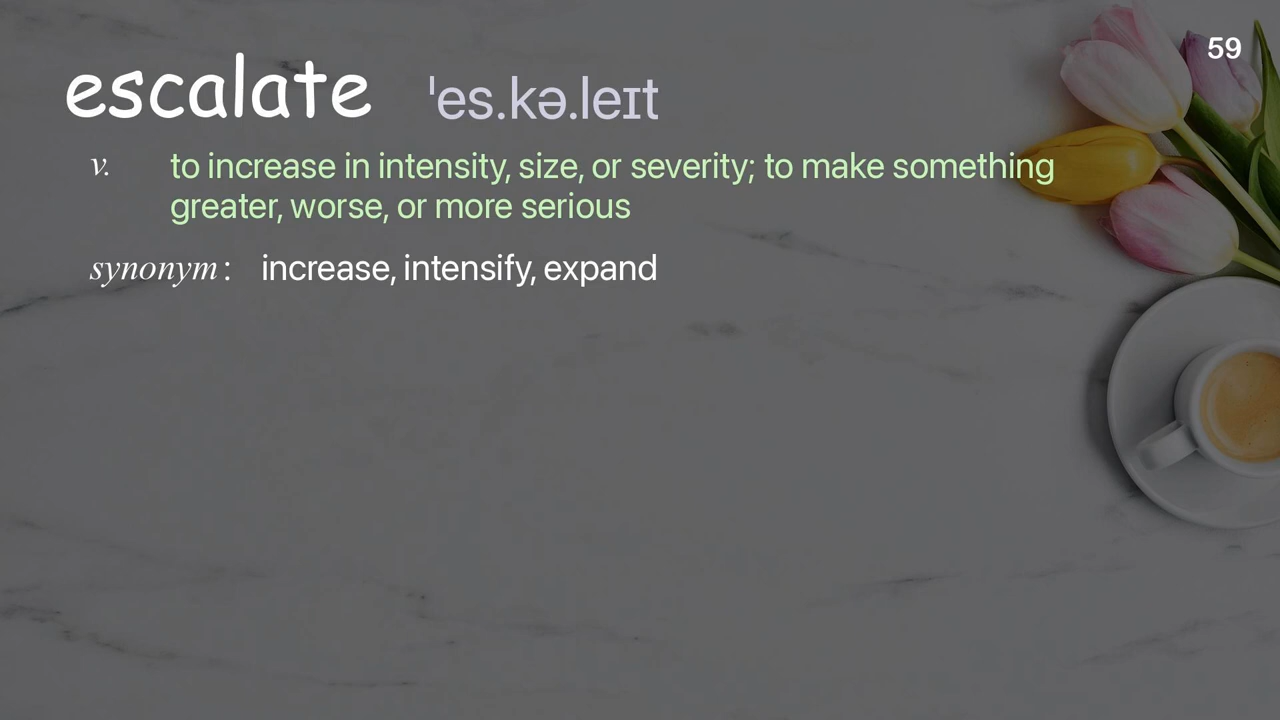 59
escalate ˈes.kə.leɪt
v. to increase in intensity, size, or severity; to make something
greater, worse, or more serious
synonym: increase, intensify, expand